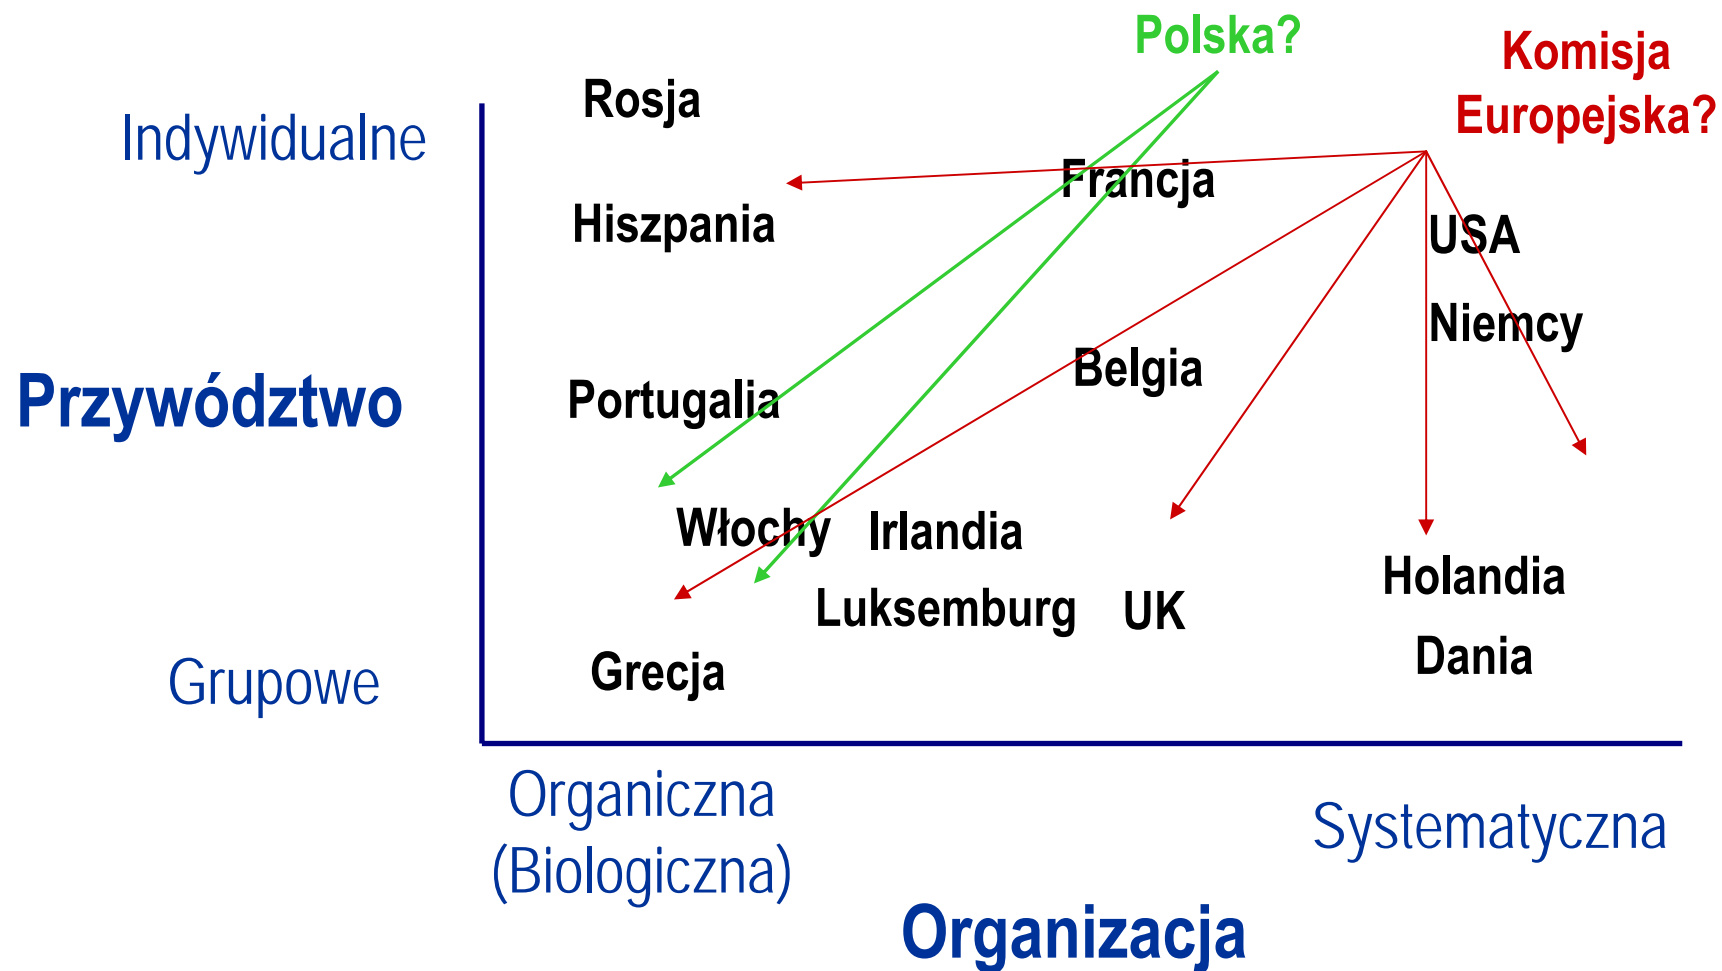 Polska?
Komisja
Europejska?
Rosja
Indywidualne
Francja
Hiszpania
USA
Niemcy
Belgia
Przywództwo
Portugalia
Włochy
Irlandia
Holandia
Luksemburg
UK
Dania
Grecja
Grupowe
Organiczna
(Biologiczna)
Systematyczna
Organizacja